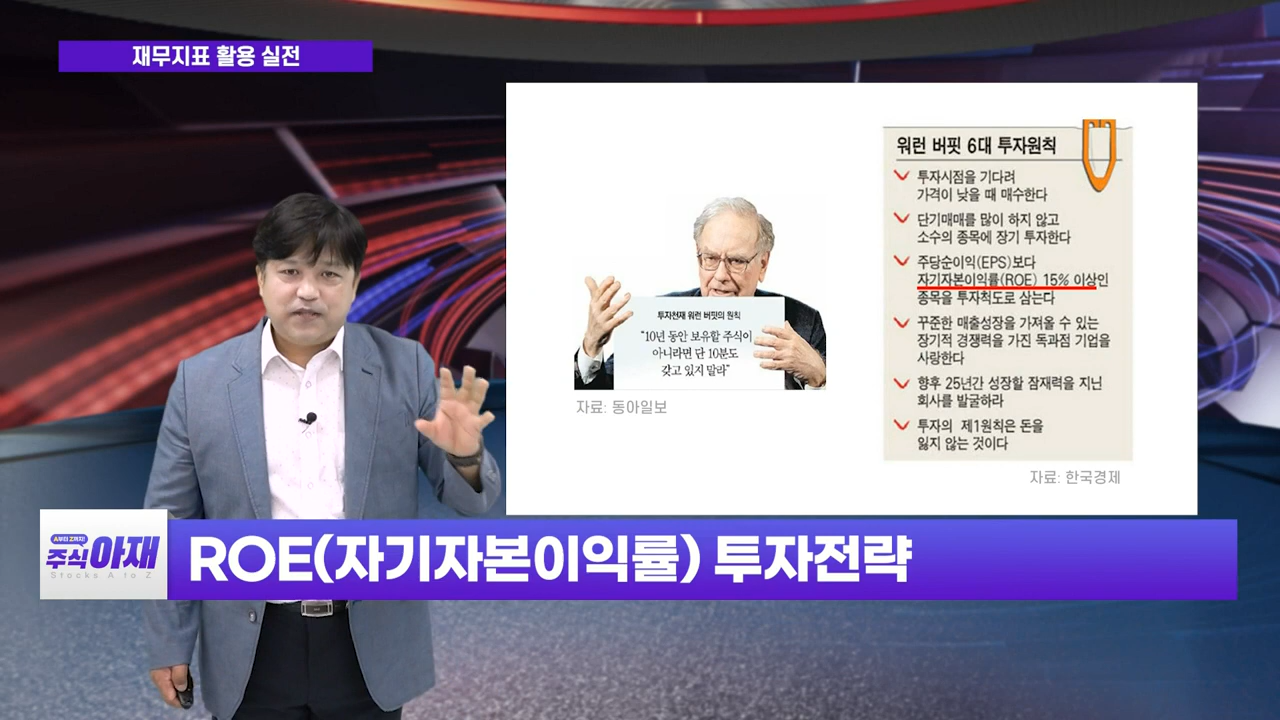 재무지표 활용 실전
워런 버핏 6대 투자원칙
투자시점을 기다려
가격이 낮을 때 매수한다
단기매매를 많이 하지 않고
소수의 종목에 장기 투자한다
주당순이익(EPS)보다
자기자본이익률(ROE) 15% 이상인
종목을 투자척도로 삼는다
꾸준한 매출성장을 가져올 수 있는
장기적 경쟁력을 가진 독과점 기업을
사랑한다
향후 25년간 성장할 잠재력을 지닌
회사를 발굴하라
투자의 제1원칙은 돈을
잃지 않는 것이다
자료: 한국경제
투자천재 워런 버핏의 원칙
“10년 동안 보유할 주식이
아니라면 단 10분도
갖고 있지 말라”
자료: 동아일보
A부터 Z까지!
주식아재
Stocks A to Z
ROE(자기자본이익률) 투자전략